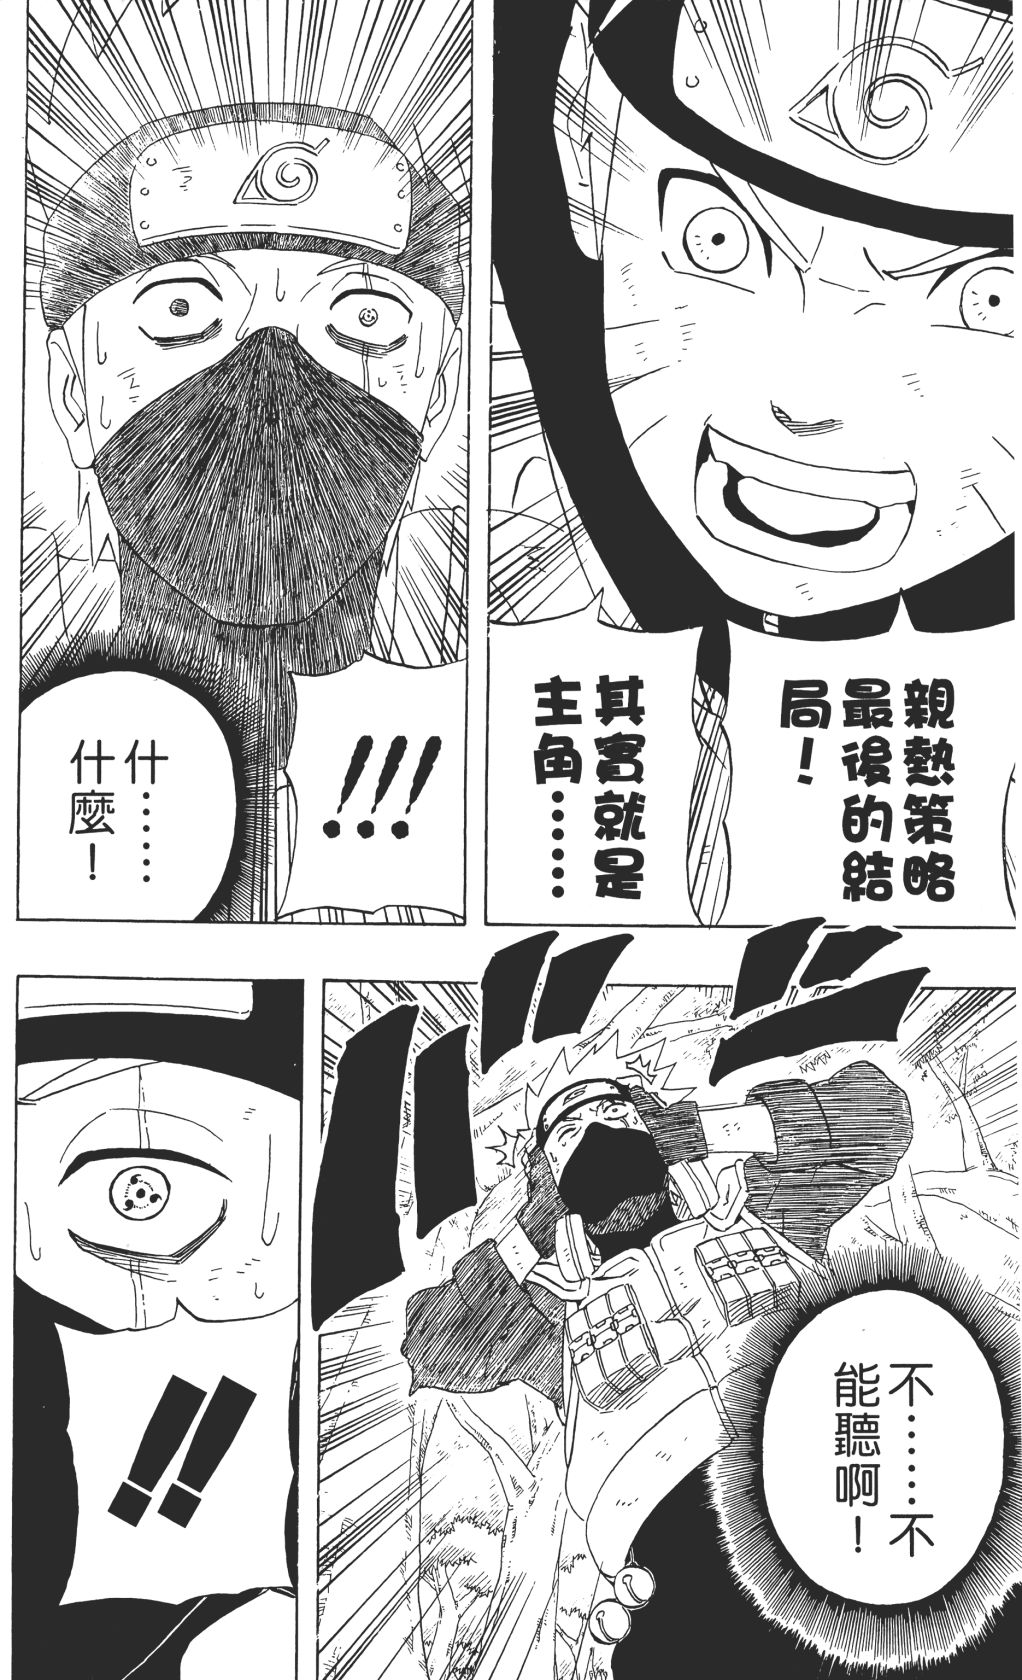 親熱策略
最後的結
局！
其實就是
主角……
！！！
什……
什麼！
不……不
能聽啊！
！！